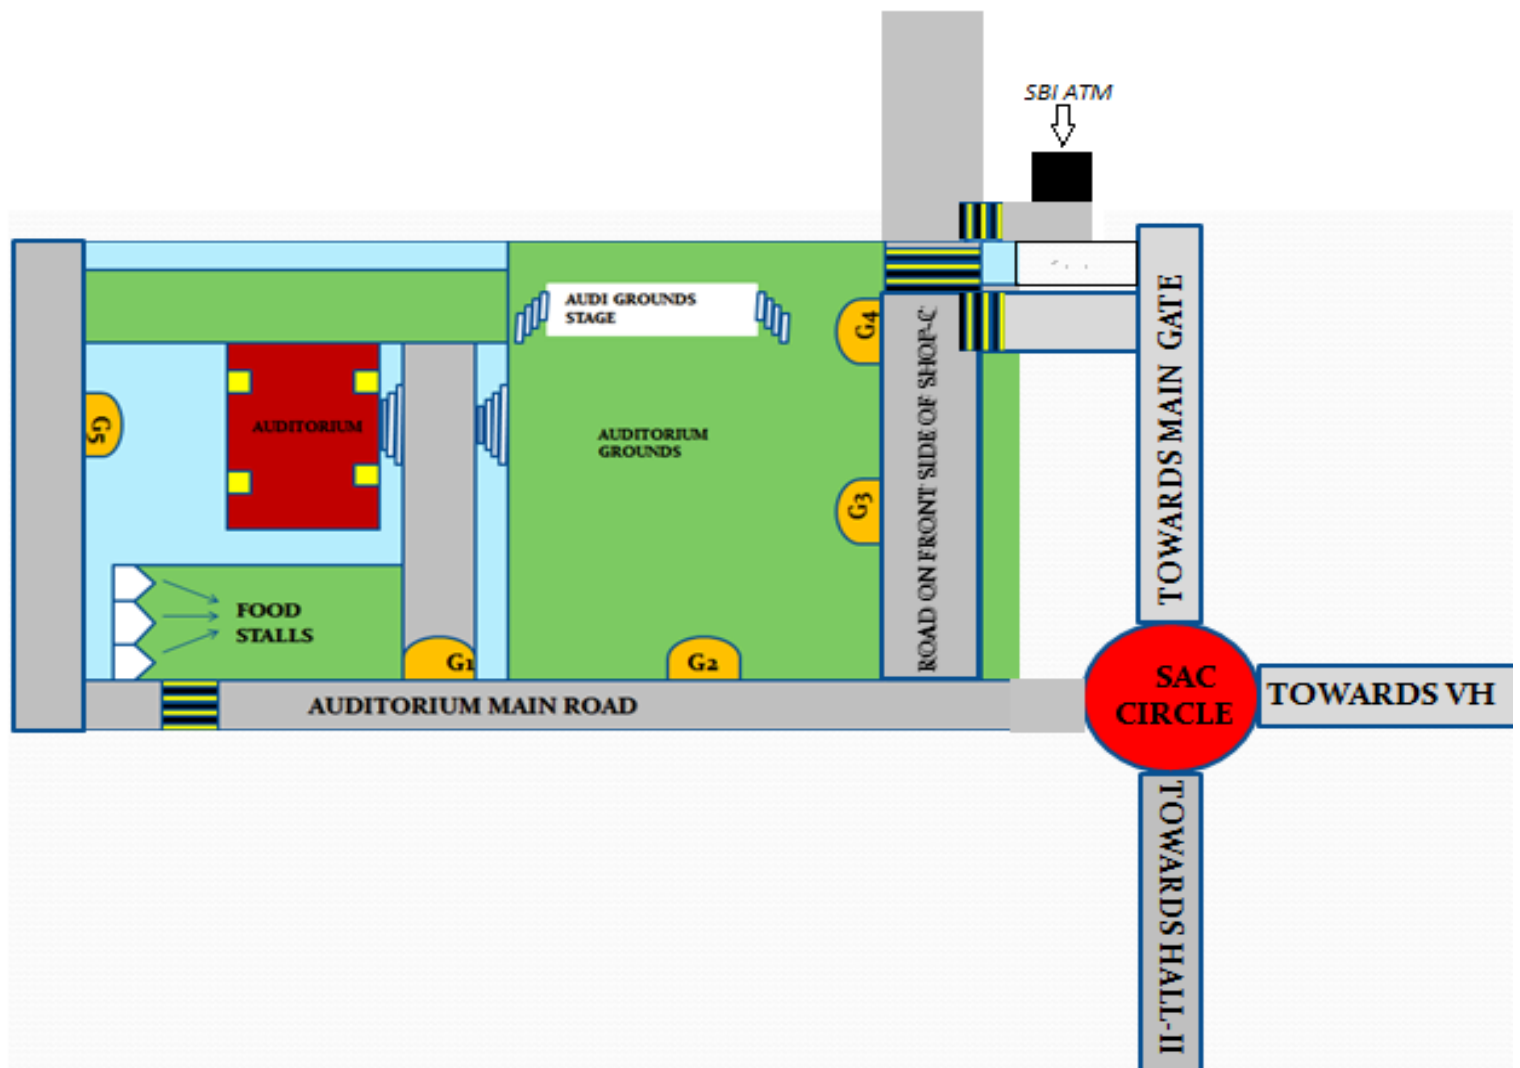 SBI ATM
AUDI GROUNDS
STAGE
G4
ROAD ON FRONT SIDE OF SHOP-C
TOWARDS MAIN GATE
G5
AUDITORIUM
AUDITORIUM
GROUNDS
G3
FOOD
STALLS
G1
G2
AUDITORIUM MAIN ROAD
SAC
CIRCLE
TOWARDS VH
TOWARDS HALL-II